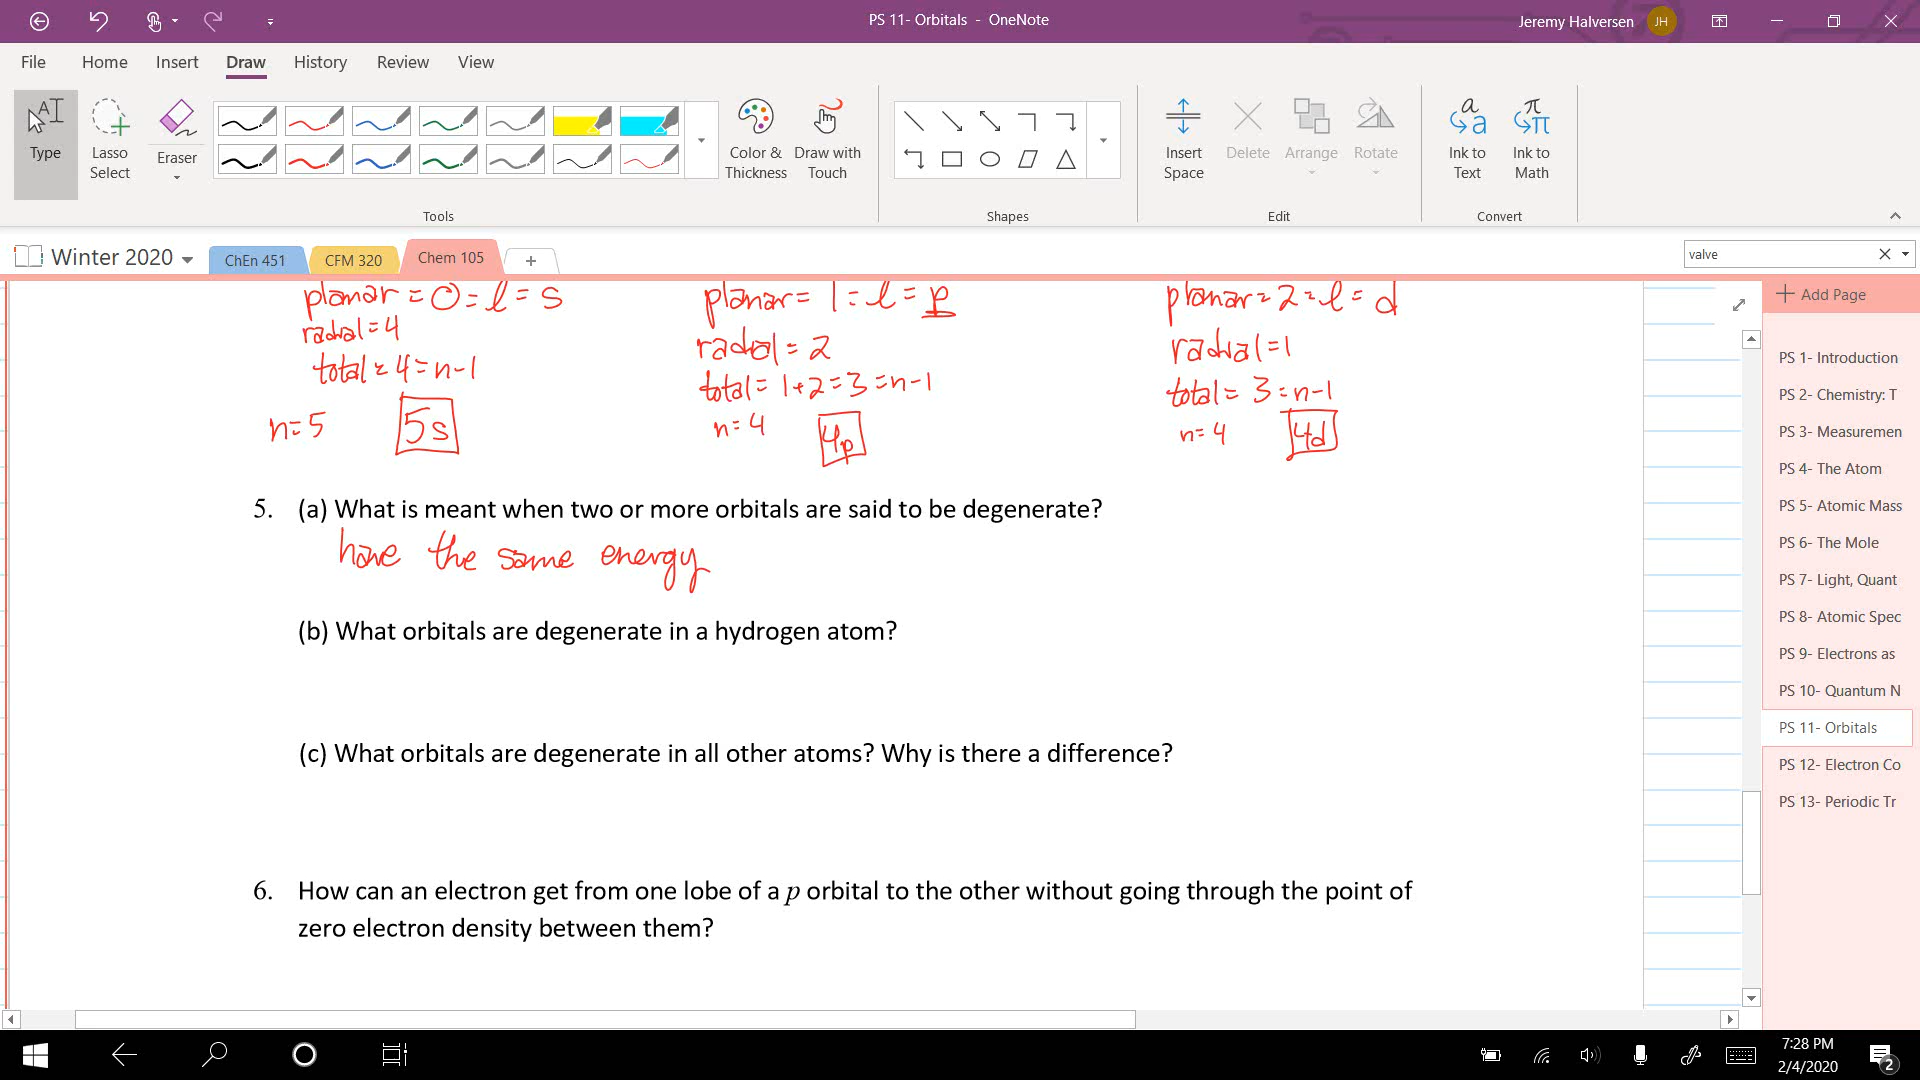 PS 11- Orbitals - OneNote
Jeremy Halversen JH
File Home Insert Draw History Review View
Type
Lasso Select
Eraser
Color & Thickness
Draw with Touch
Insert Space
Delete
Arrange
Rotate
Ink to Text
Ink to Math
Tools
Shapes
Edit
Convert
Winter 2020
ChEn 451
CFM 320
Chem 105
valve
planar = 0 = l = s
radial = 4
total = 4 = n-1
n = 5
5s
planar = 1 = l = p
radial = 2
total = 1+2 = 3 = n-1
n = 4
4p
planar = 2 = l = d
radial = 1
total = 3 = n-1
n = 4
4d
5. (a) What is meant when two or more orbitals are said to be degenerate?
have the same energy
(b) What orbitals are degenerate in a hydrogen atom?
(c) What orbitals are degenerate in all other atoms? Why is there a difference?
6. How can an electron get from one lobe of a p orbital to the other without going through the point of
zero electron density between them?
Add Page
PS 1- Introduction
PS 2- Chemistry: T
PS 3- Measuremen
PS 4- The Atom
PS 5- Atomic Mass
PS 6- The Mole
PS 7- Light, Quant
PS 8- Atomic Spec
PS 9- Electrons as
PS 10- Quantum N
PS 11- Orbitals
PS 12- Electron Co
PS 13- Periodic Tr
7:28 PM
2/4/2020
2